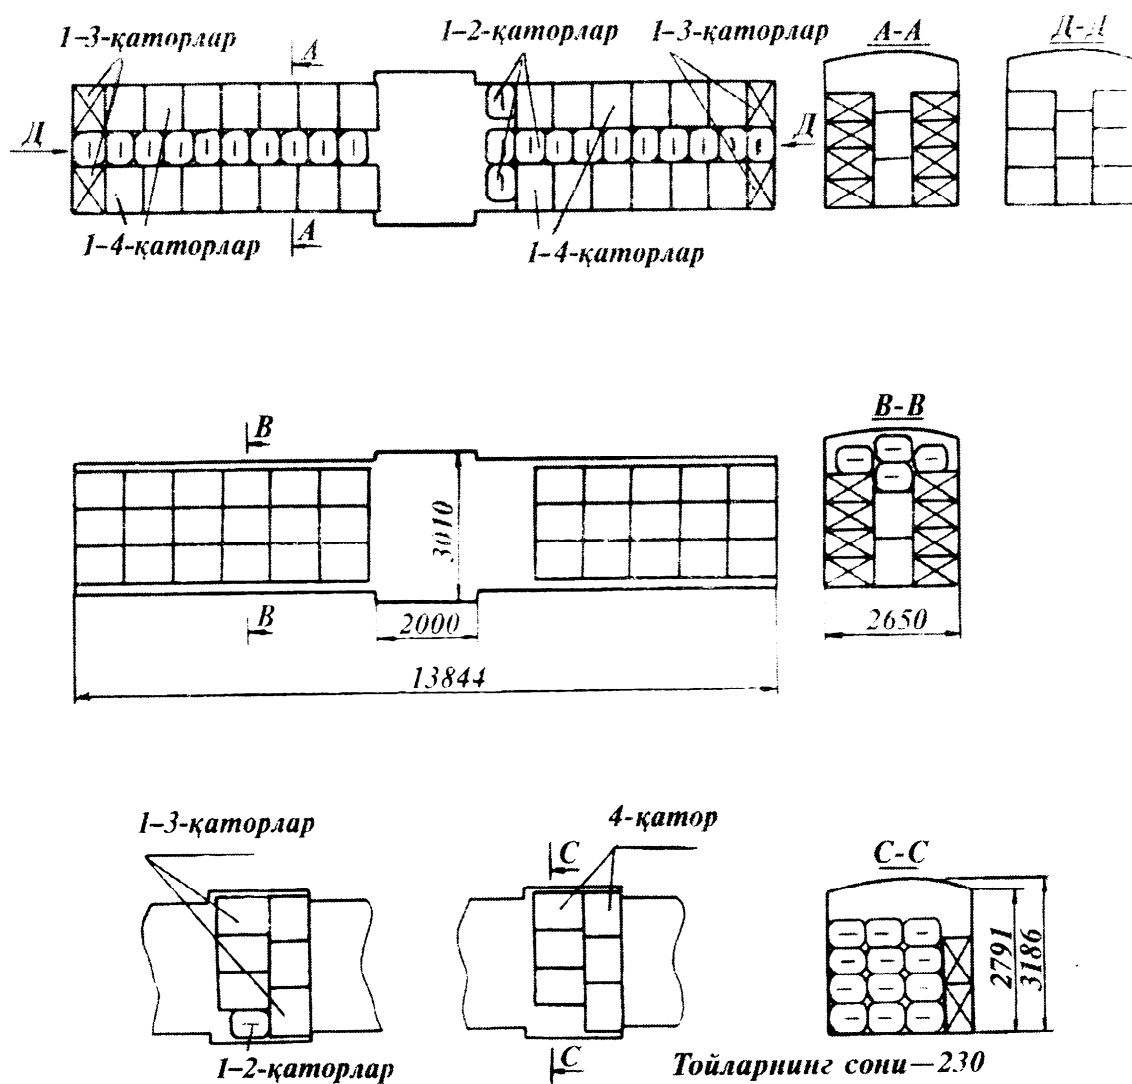 1–3-қаторлар
А
1–2-қаторлар
1–3-қаторлар
А-А
Д-Д
Д
Д
А
1–4-қаторлар
1–4-қаторлар
В
В-В
3010
В
2000
2650
13844
1–3-қаторлар
4-қатор
С
С-С
2791
3186
С
1–2-қаторлар
Тойларнинг сони—230